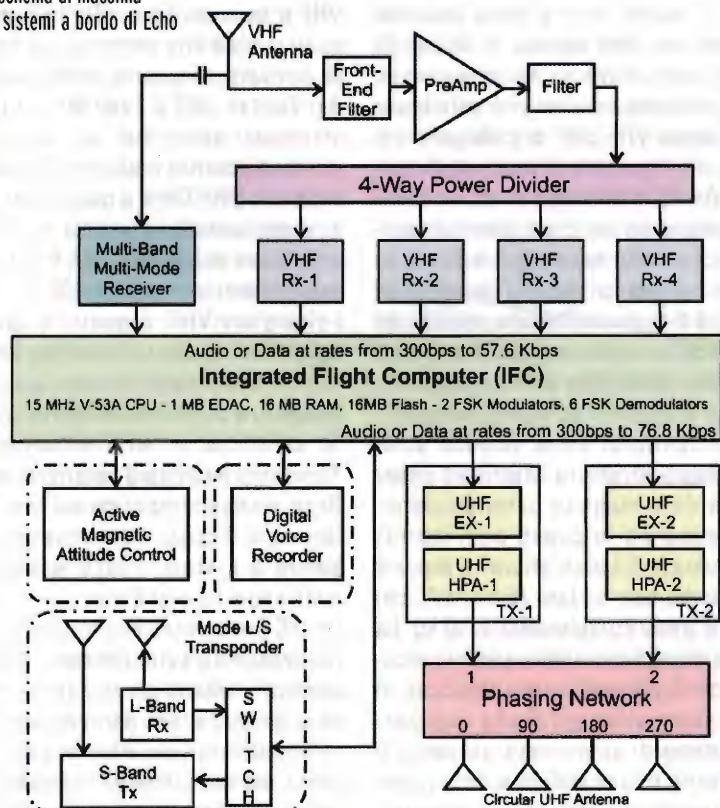 sistemi a bordo di Echo
VHF
Antenna
Front-
End
Filter
PreAmp
Filter
4-Way Power Divider
Multi-Band
Multi-Mode
Receiver
VHF
Rx-1
VHF
Rx-2
VHF
Rx-3
VHF
Rx-4
Audio or Data at rates from 300bps to 57.6 Kbps
Integrated Flight Computer (IFC)
15 MHz V-53A CPU - 1 MB EDAC, 16 MB RAM, 16MB Flash - 2 FSK Modulators, 6 FSK Demodulators
Audio or Data at rates from 300bps to 76.8 Kbps
Active
Magnetic
Attitude Control
Digital
Voice
Recorder
UHF
EX-1
UHF
EX-2
UHF
HPA-1
UHF
HPA-2
TX-1
TX-2
Mode L/S
Transponder
L-Band
Rx
SWITCH
S-Band
Tx
1
2
Phasing Network
0
90
180
270
Circular UHF Antenna